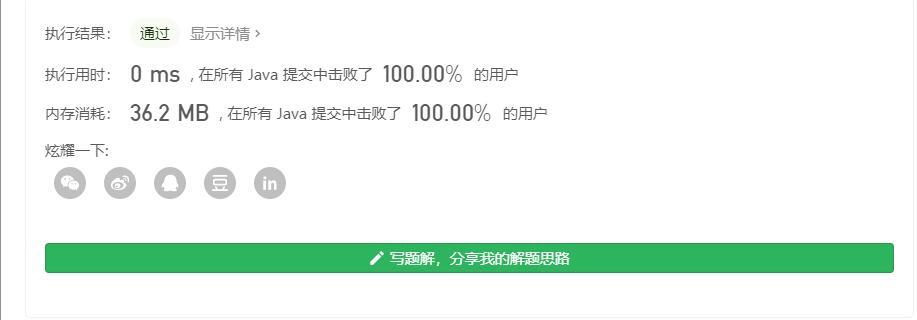 执行结果： 通过 显示详情 ›
执行用时： 0 ms , 在所有 Java 提交中击败了 100.00% 的用户
内存消耗： 36.2 MB , 在所有 Java 提交中击败了 100.00% 的用户
炫耀一下:
豆 in
写题解，分享我的解题思路